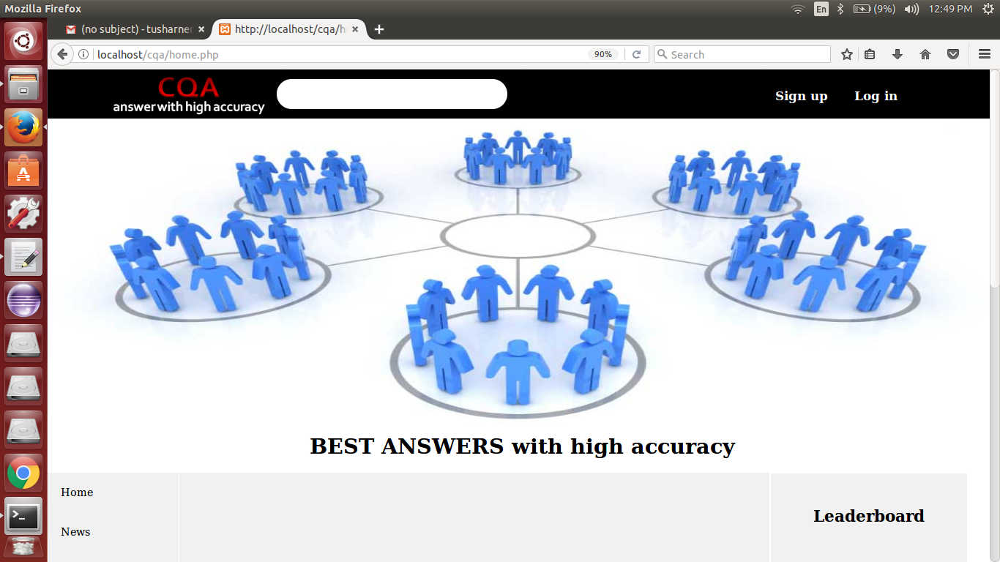 Mozilla Firefox
En
(9%)
12:49 PM
(no subject) - tusharner
http://localhost/cqa/h
localhost/cqa/home.php
90%
Search
CQA
answer with high accuracy
Sign up
Log in
BEST ANSWERS with high accuracy
Home
News
Leaderboard